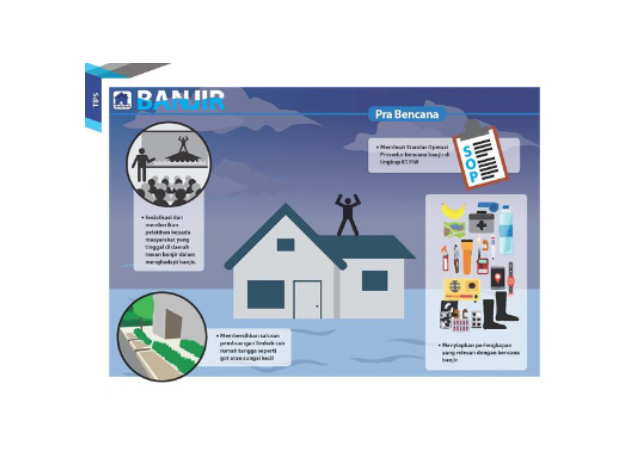 TIPS
BANJIR
Pra Bencana
• Membuat Standar Operasi
Prosedur bencana banjir di
lingkup RT/RW
SOP
• Sosialisasi dan
memberikan
pelatihan kepada
masyarakat yang
tinggal di daerah
rawan banjir dalam
menghadapi banjir.
• Membersihkan saluran
pembuangan limbah air
rumah tangga seperti
got atau sungai kecil
• Menyiapkan perlengkapan
yang relevan dengan bencana
banjir